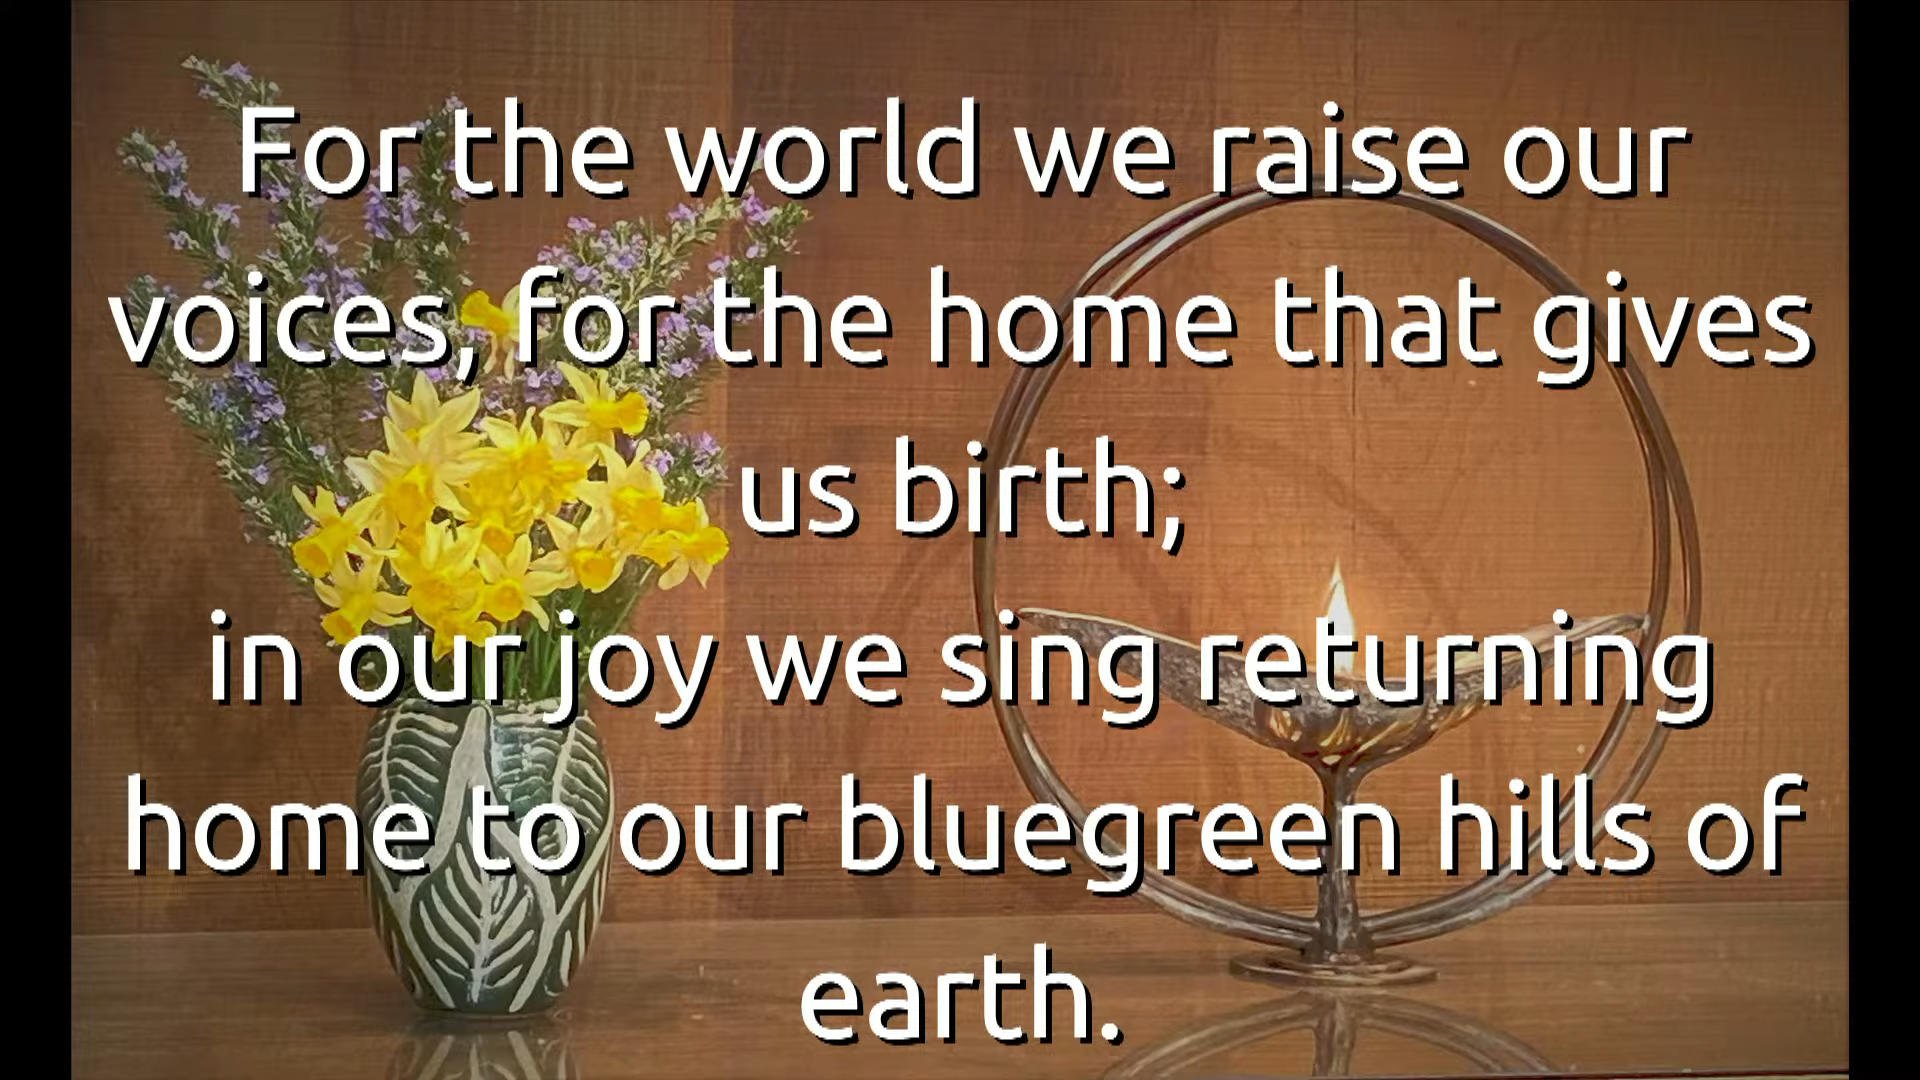 For the world we raise our
voices, for the home that gives
us birth;
in our joy we sing returning
home to our bluegreen hills of
earth.